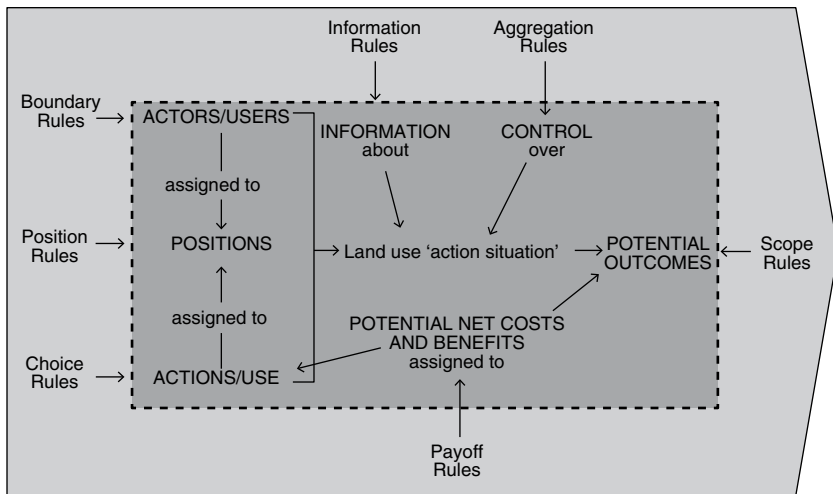 Information
Rules
Aggregation
Rules
Boundary
Rules
ACTORS/USERS
INFORMATION
about
CONTROL
over
assigned to
Position
Rules
POSITIONS
Land use ‘action situation’
POTENTIAL
OUTCOMES
Scope
Rules
assigned to
POTENTIAL NET COSTS
AND BENEFITS
assigned to
Choice
Rules
ACTIONS/USE
Payoff
Rules